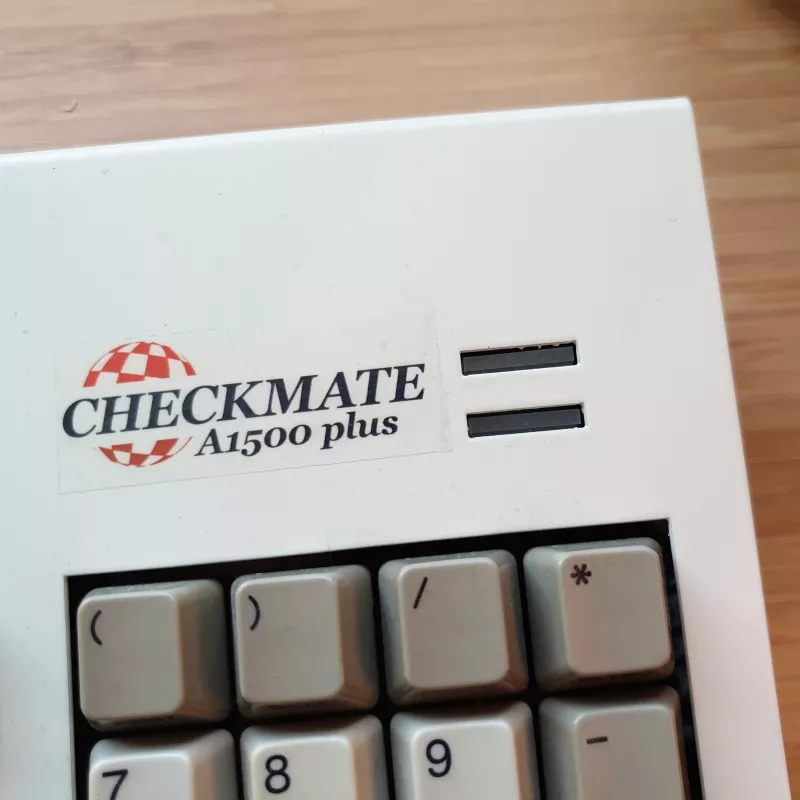 CHECKMATE
A1500 plus
( ) / *
7 8 9 -